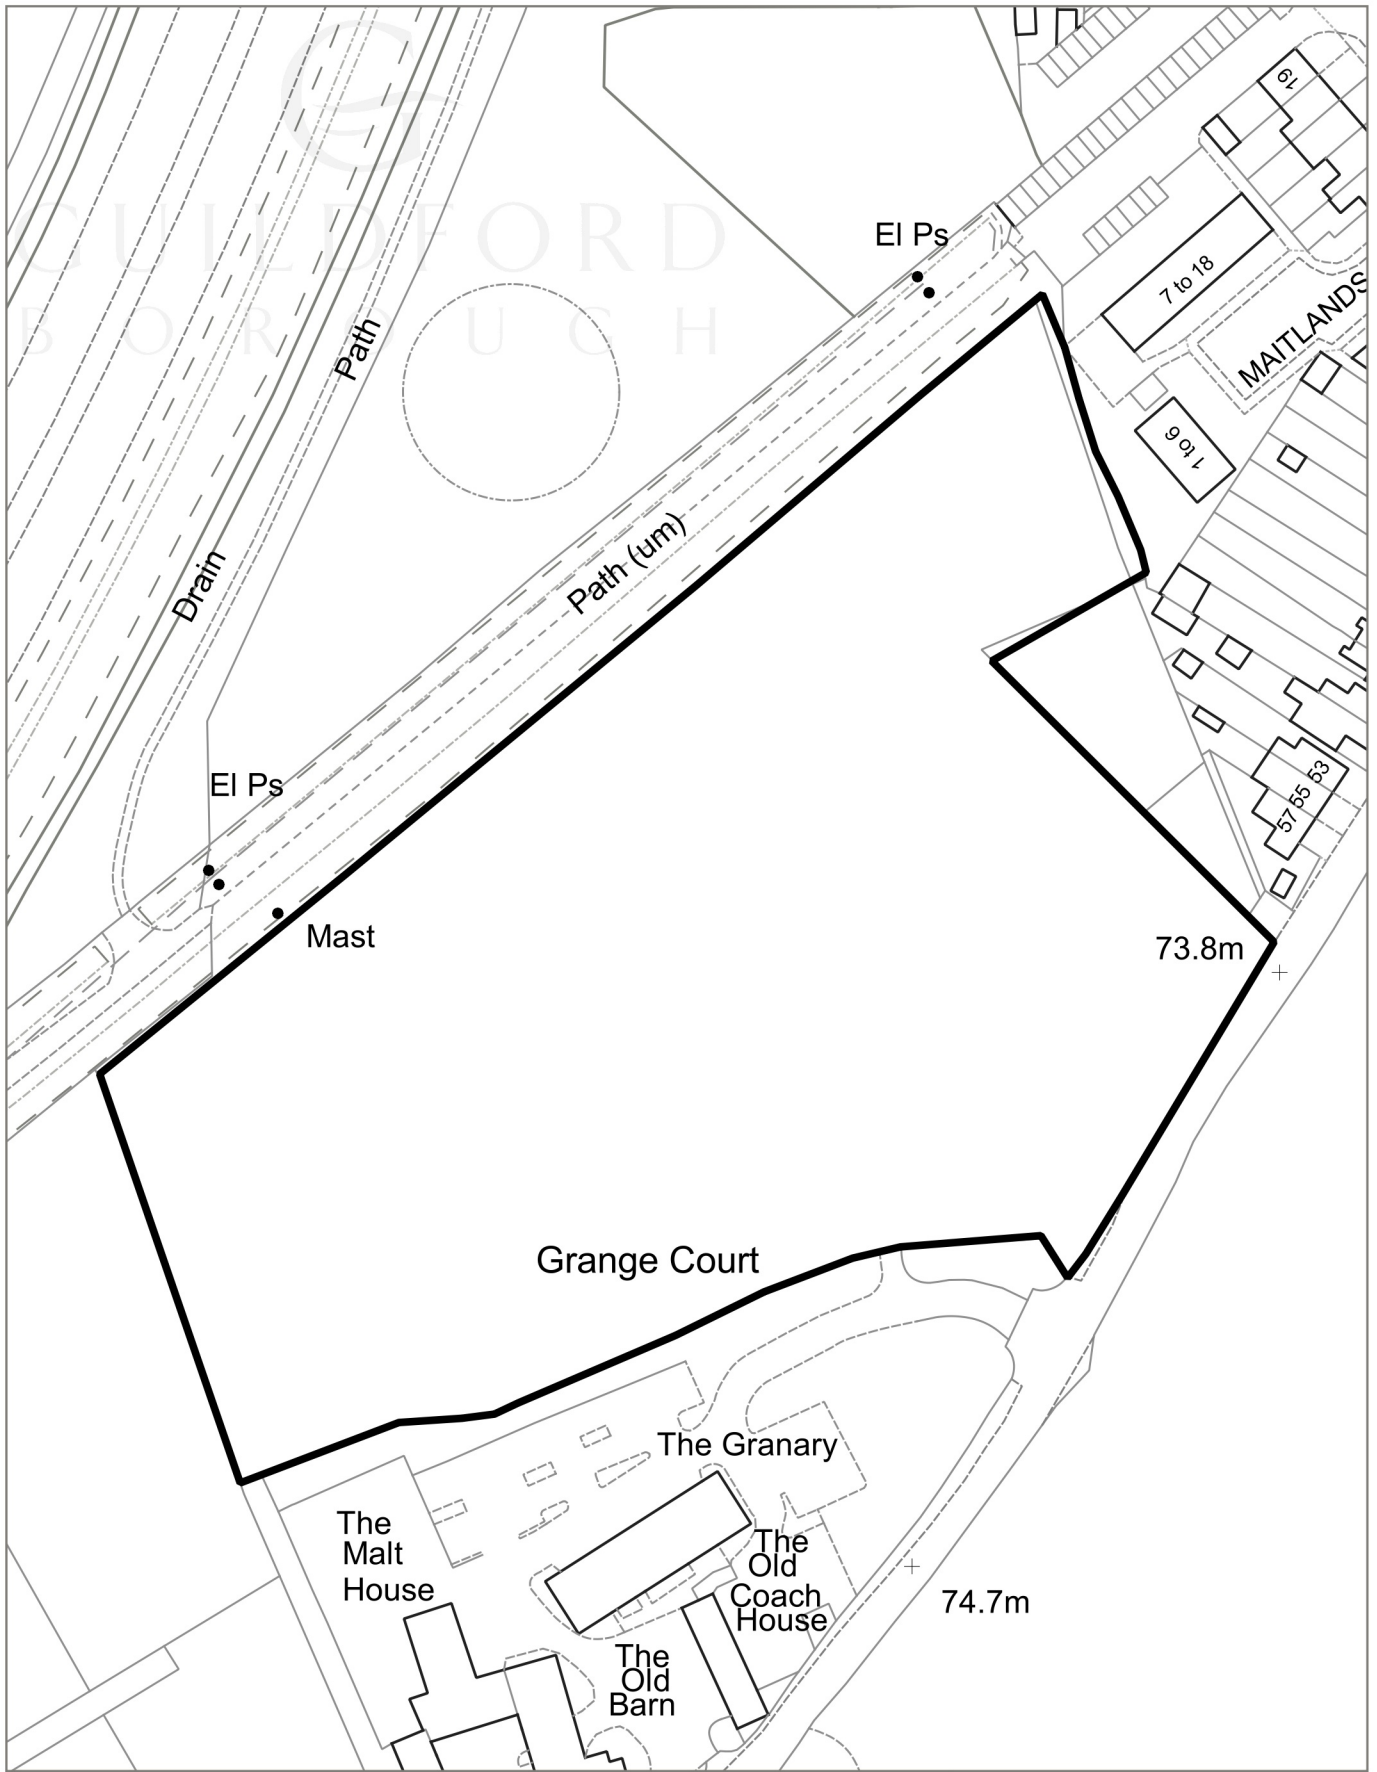 GUILDFORD
BOROUGH
19
El Ps
7 to 18
MAITLANDS
Path
1 to 6
Path (um)
Drain
El Ps
53
55
57
Mast
73.8m
Grange Court
The Granary
The
Malt
House
The
Old
Coach
House
74.7m
The
Old
Barn